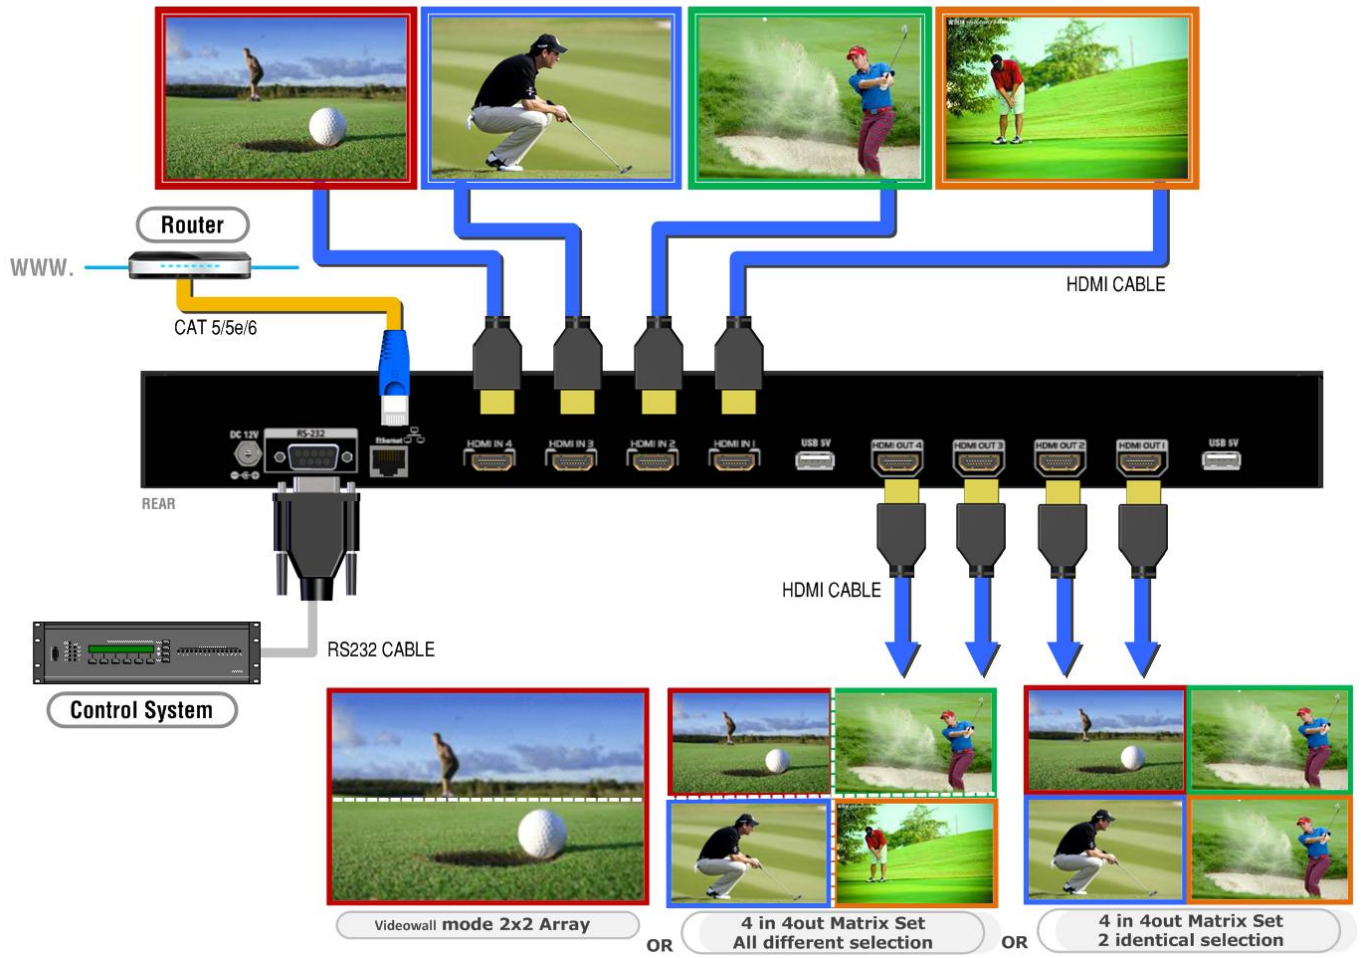 Router
WWW.
HDMI CABLE
CAT 5/5e/6
DC 12V
RS-232
Ethernet
HDMI IN 4
HDMI IN 3
HDMI IN 2
HDMI IN 1
USB 5V
HDMI OUT 4
HDMI OUT 3
HDMI OUT 2
HDMI OUT 1
USB 5V
REAR
HDMI CABLE
RS232 CABLE
Control System
Videowall mode 2x2 Array
OR
4 in 4out Matrix Set
All different selection
OR
4 in 4out Matrix Set
2 identical selection